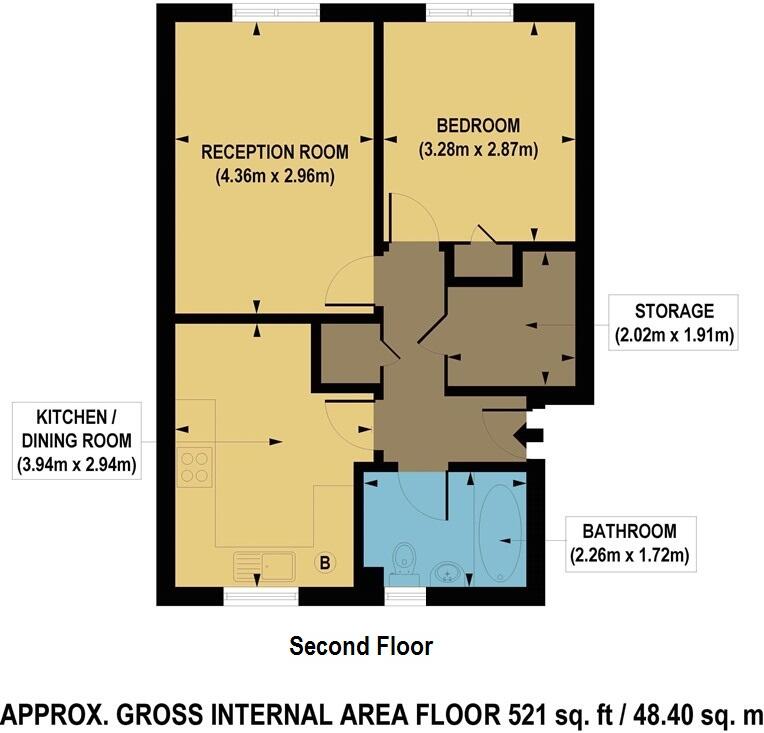 RECEPTION ROOM
(4.36m x 2.96m)
BEDROOM
(3.28m x 2.87m)
STORAGE
(2.02m x 1.91m)
KITCHEN /
DINING ROOM
(3.94m x 2.94m)
B
BATHROOM
(2.26m x 1.72m)
Second Floor
APPROX. GROSS INTERNAL AREA FLOOR 521 sq. ft / 48.40 sq. m